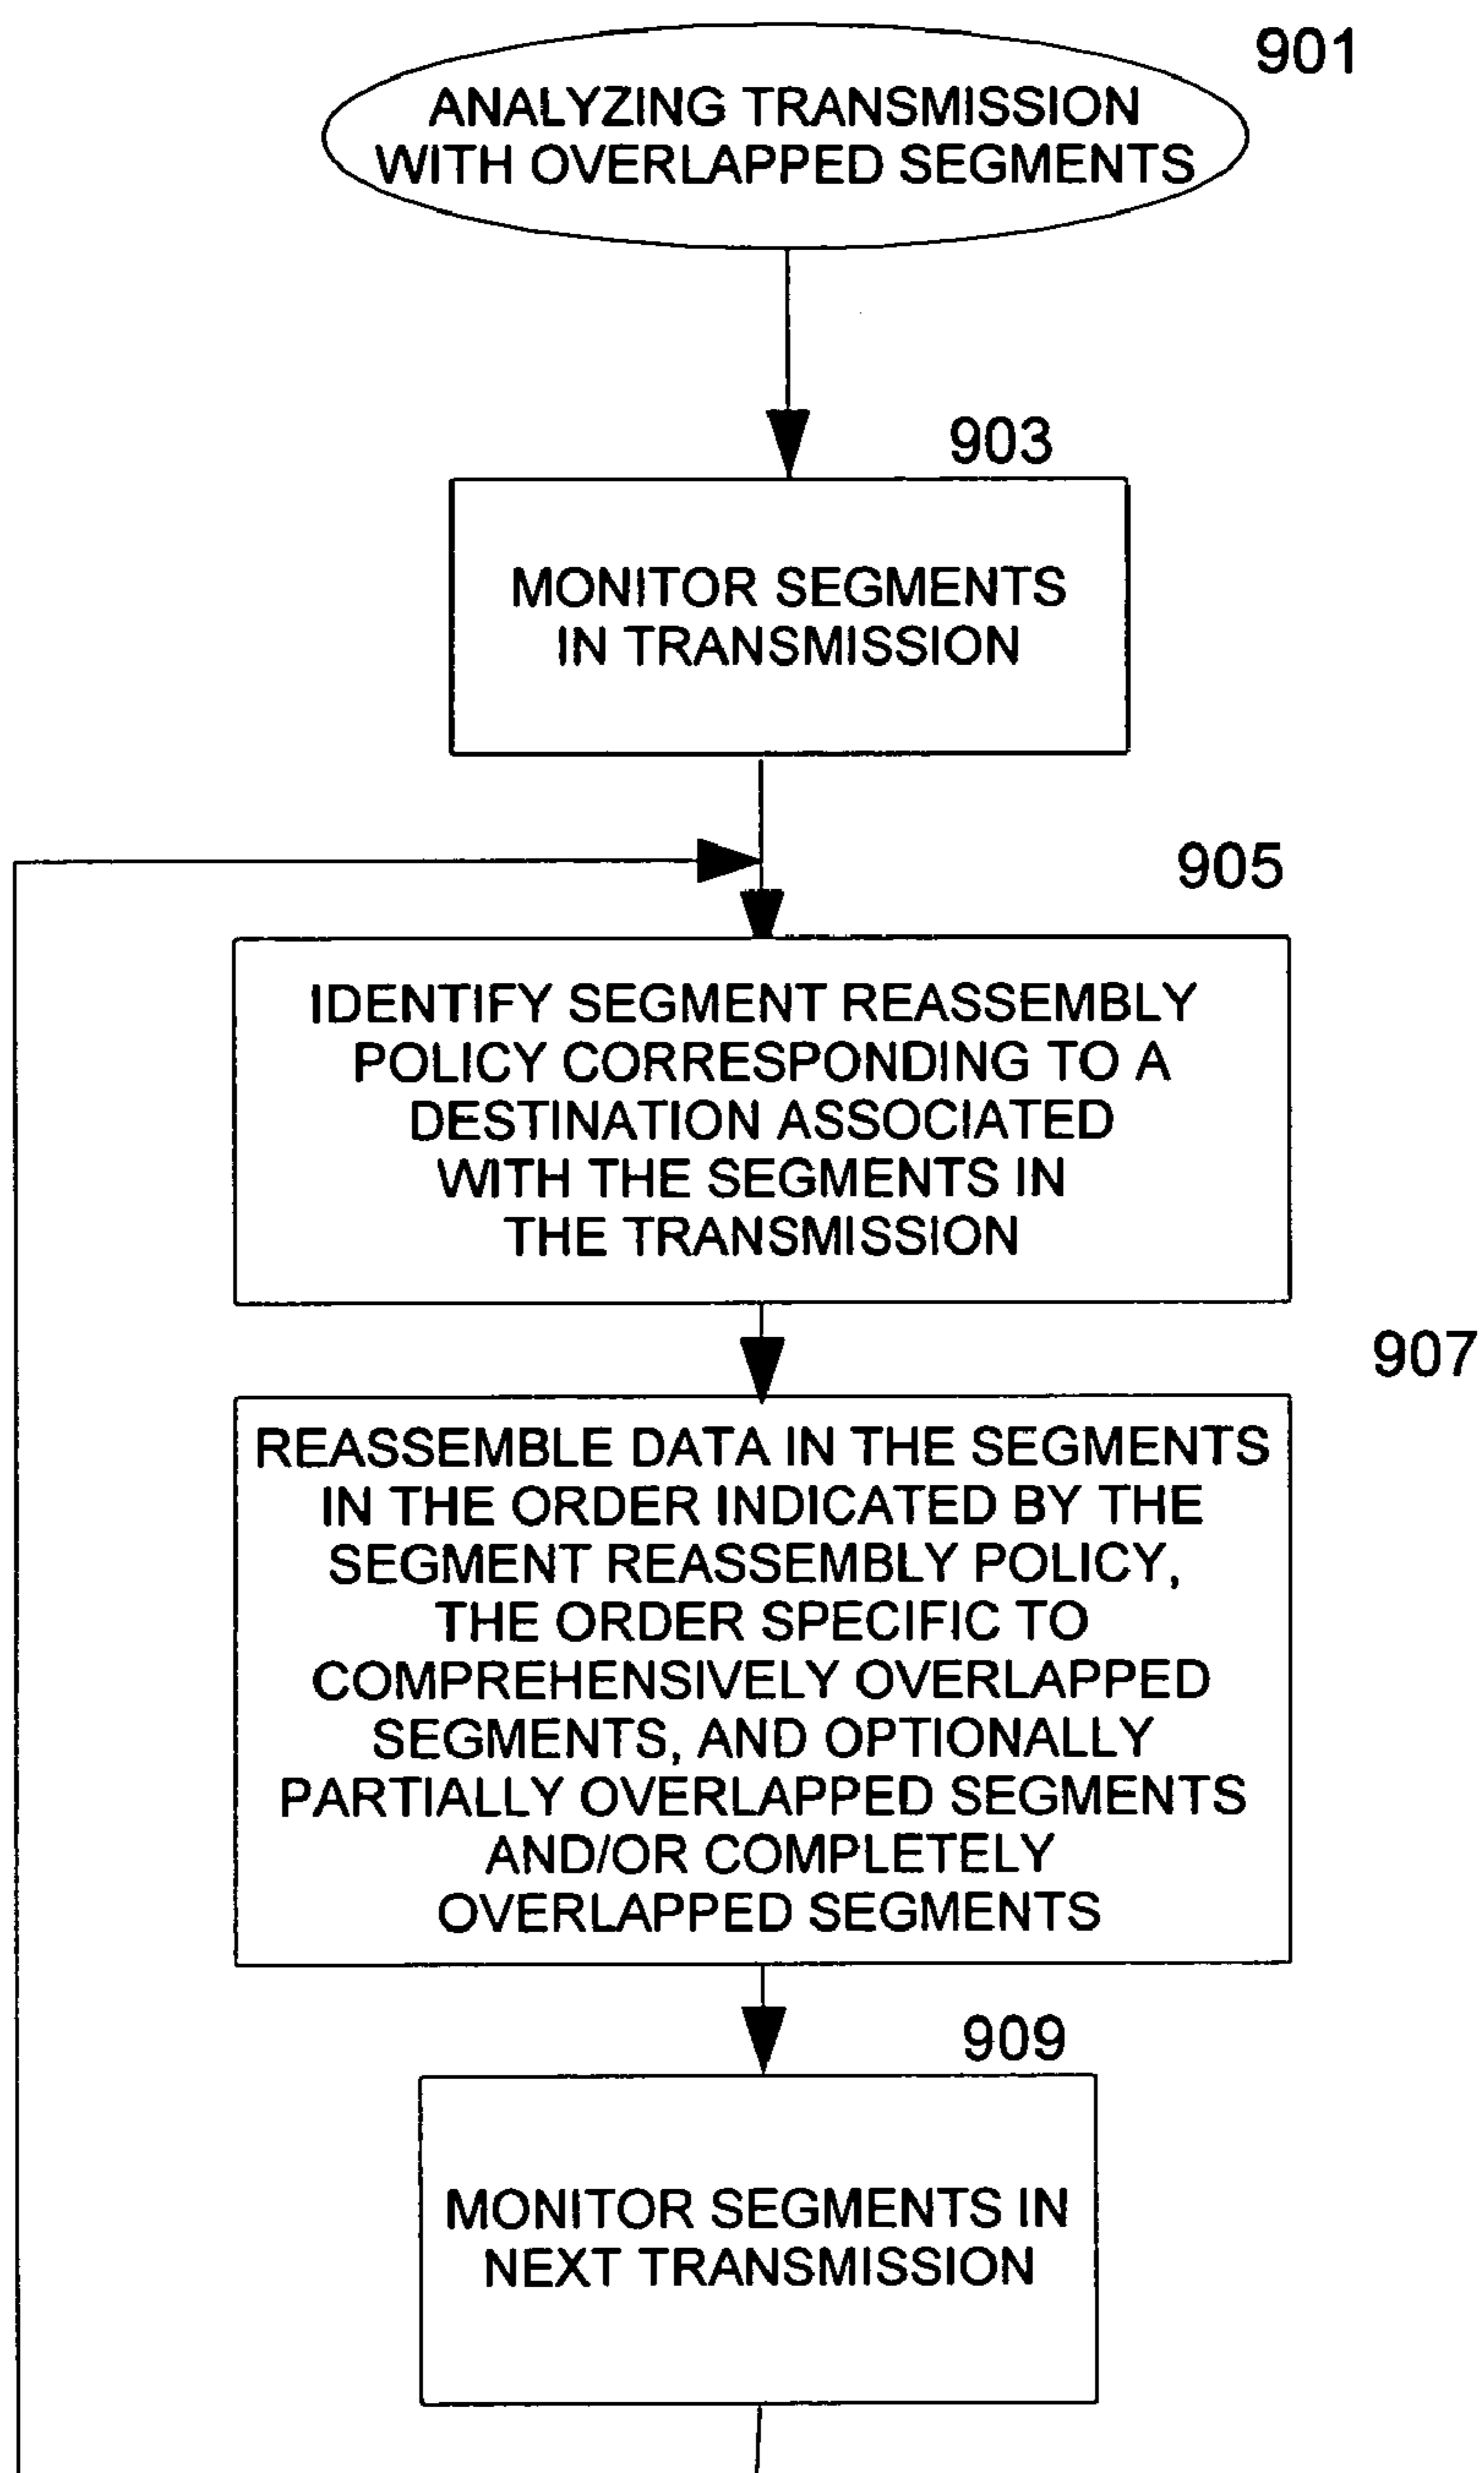 901
ANALYZING TRANSMISSION
WITH OVERLAPPED SEGMENTS
903
MONITOR SEGMENTS
IN TRANSMISSION
905
IDENTIFY SEGMENT REASSEMBLY
POLICY CORRESPONDING TO A
DESTINATION ASSOCIATED
WITH THE SEGMENTS IN
THE TRANSMISSION
907
REASSEMBLE DATA IN THE SEGMENTS
IN THE ORDER INDICATED BY THE
SEGMENT REASSEMBLY POLICY,
THE ORDER SPECIFIC TO
COMPREHENSIVELY OVERLAPPED
SEGMENTS, AND OPTIONALLY
PARTIALLY OVERLAPPED SEGMENTS
AND/OR COMPLETELY
OVERLAPPED SEGMENTS
909
MONITOR SEGMENTS IN
NEXT TRANSMISSION